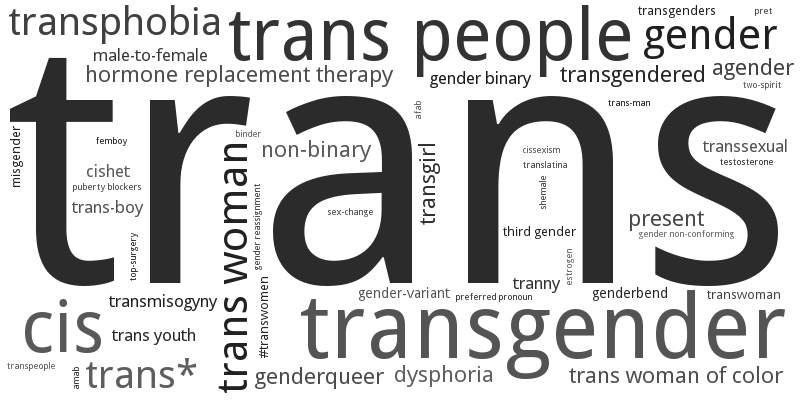 transphobia
trans people
transgenders
pret
gender
male-to-female
hormone replacement therapy
gender binary
transgendered
agender
two-spirit
trans
afab
trans-man
misgender
femboy
binder
non-binary
transgirl
cissexism
transsexual
cishet
translatina
testosterone
puberty blockers
trans woman
gender reassignment
shemale
trans-boy
sex-change
present
third gender
gender non-conforming
top-surgery
estrogen
tranny
#transwomen
gender-variant
preferred pronoun
genderbend
transwoman
transmisogyny
cis
trans youth
transgender
transpeople
amab
trans*
genderqueer
dysphoria
trans woman of color